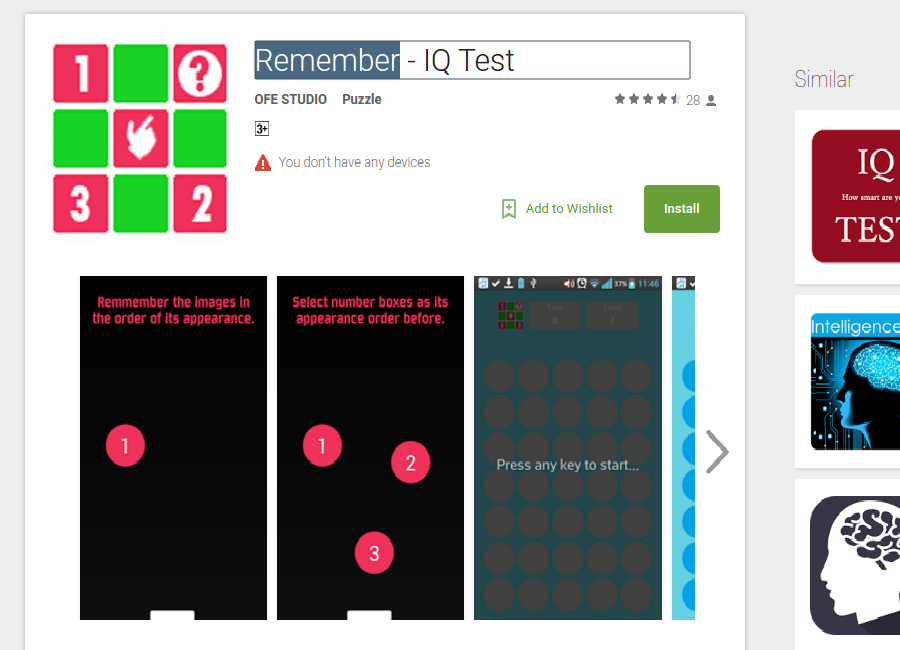 1
?
3
2
Remember - IQ Test
OFE STUDIO Puzzle
28
3+
You don't have any devices
Add to Wishlist
Install
Remmember the images in
the order of its appearance.
1
Select number boxes as its
appearance order before.
1
2
3
37% 11:46
Level
0
2
Press any key to start...
Similar
IQ
How smart are
TEST
Intelligence